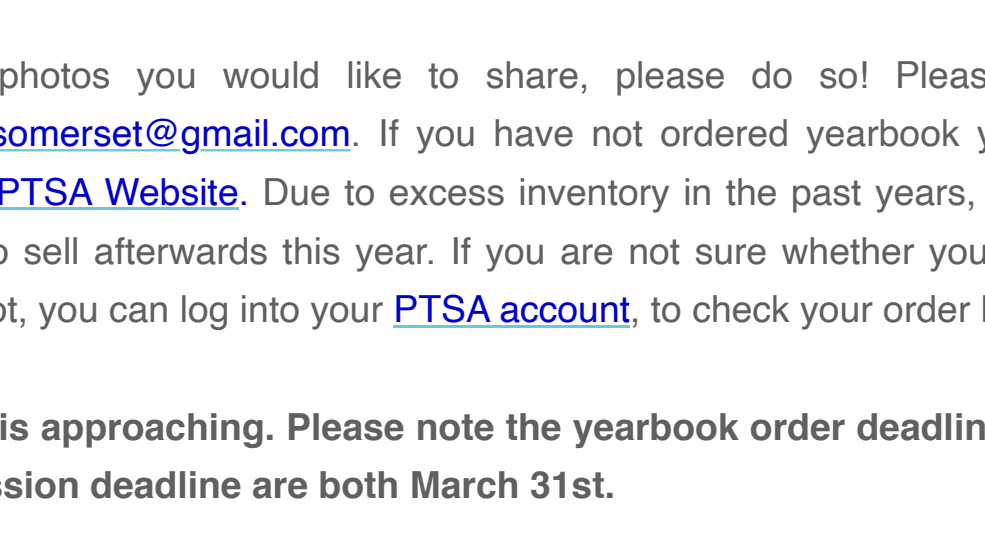 photos you would like to share, please do so! Pleas
somerset@gmail.com. If you have not ordered yearbook y
PTSA Website. Due to excess inventory in the past years,
o sell afterwards this year. If you are not sure whether you
ot, you can log into your PTSA account, to check your order
is approaching. Please note the yearbook order deadlin
ssion deadline are both March 31st.